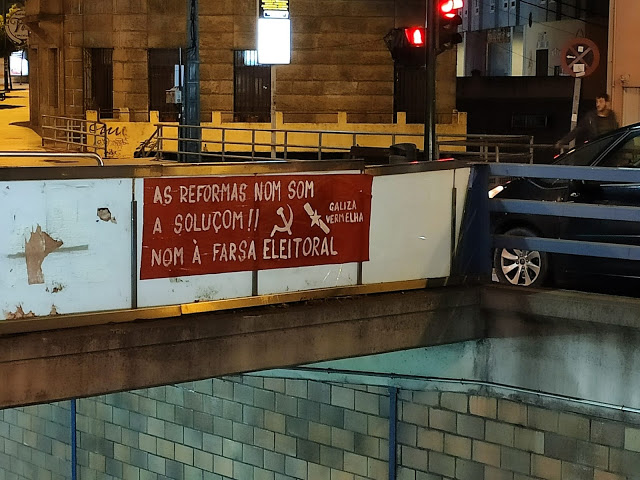 AS REFORMAS NOM SOM
A SOLUÇOM!!
NOM À FARSA ELEITORAL
GALIZA
VERMELHA